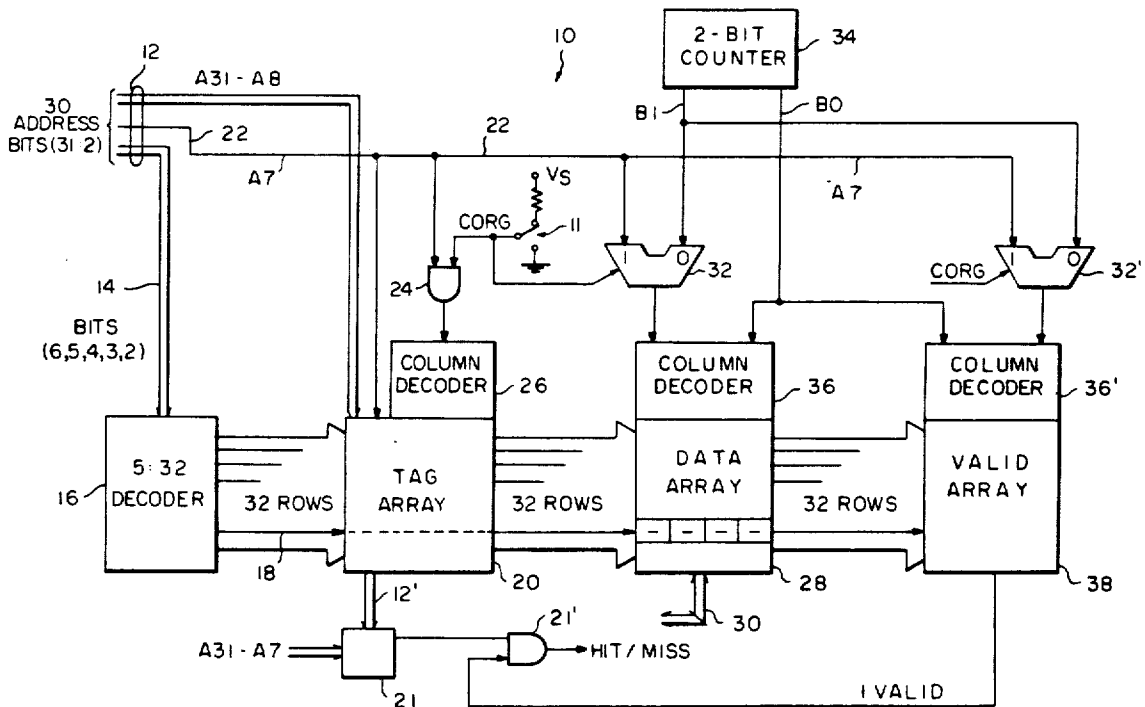 10
2-BIT
COUNTER
34
12
A31-A8
30
ADDRESS
BITS (31:2)
22
A7
22
B1
B0
A7
VS
CORG
11
24
1 0
32
CORG
1 0
32'
14
BITS
(6,5,4,3,2)
COLUMN
DECODER
26
COLUMN
DECODER
36
COLUMN
DECODER
36'
16
5:32
DECODER
32 ROWS
18
TAG
ARRAY
20
32 ROWS
DATA
ARRAY
- - - -
28
32 ROWS
VALID
ARRAY
38
12'
30
A31-A7
21
21'
HIT/MISS
1 VALID